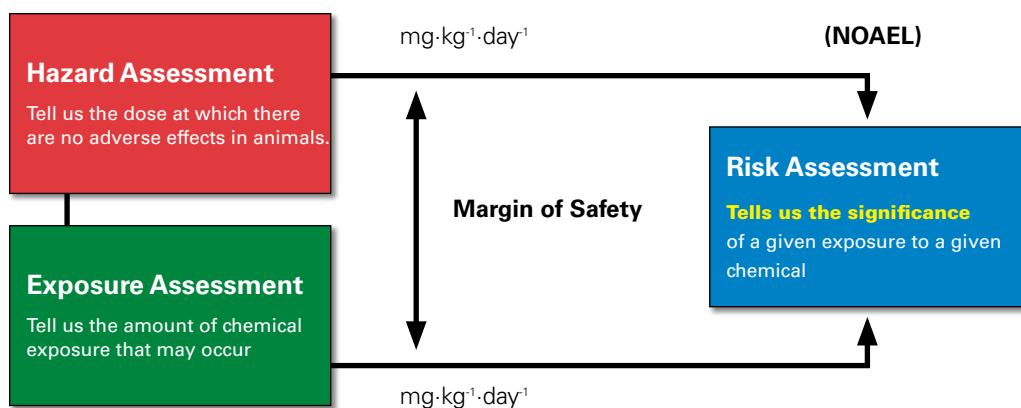 mg·kg⁻¹·day⁻¹
(NOAEL)
Hazard Assessment
Tell us the dose at which there
are no adverse effects in animals.
Risk Assessment
Tells us the significance
of a given exposure to a given
chemical
Margin of Safety
Exposure Assessment
Tell us the amount of chemical
exposure that may occur
mg·kg⁻¹·day⁻¹